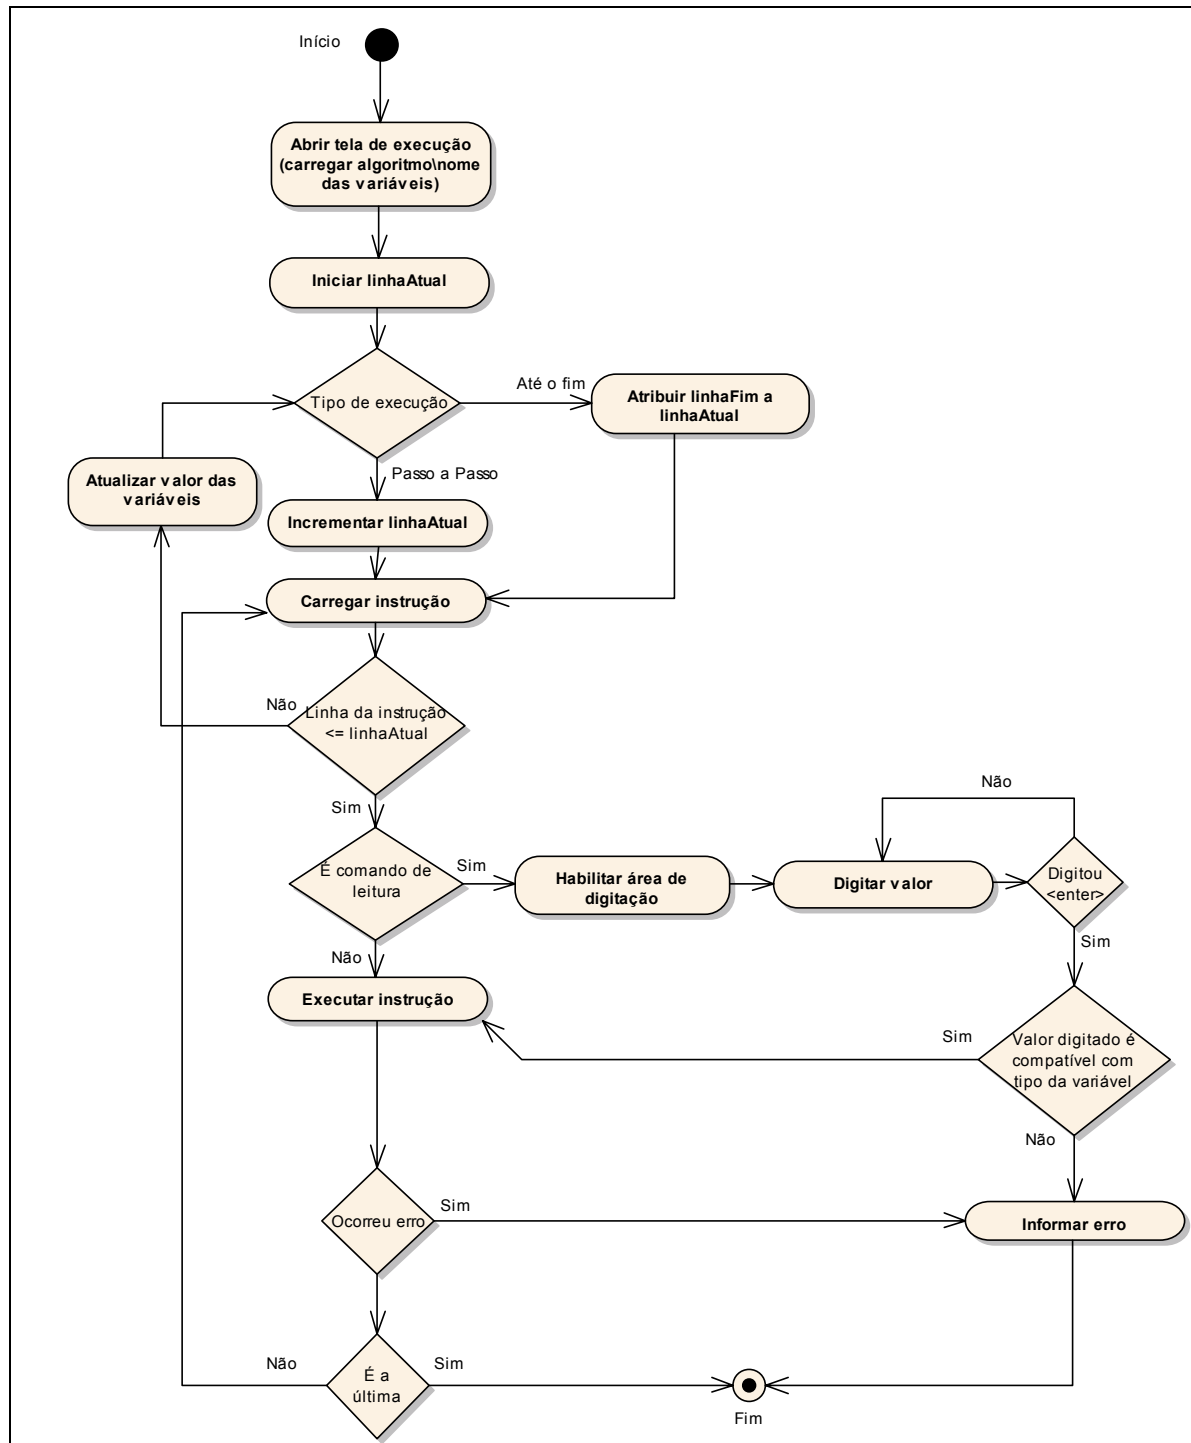 Início
Abrir tela de execução
(carregar algoritmo\nome
das variáveis)
Iniciar linhaAtual
Tipo de execução
Até o fim
Atribuir linhaFim a
linhaAtual
Passo a Passo
Atualizar valor das
variáveis
Incrementar linhaAtual
Carregar instrução
Não
Linha da instrução
<= linhaAtual
Sim
É comando de
leitura
Sim
Habilitar área de
digitação
Digitar valor
Não
Digitou
<enter>
Sim
Não
Executar instrução
Sim
Valor digitado é
compatível com
tipo da variável
Não
Ocorreu erro
Sim
Informar erro
Não
É a
última
Sim
Fim